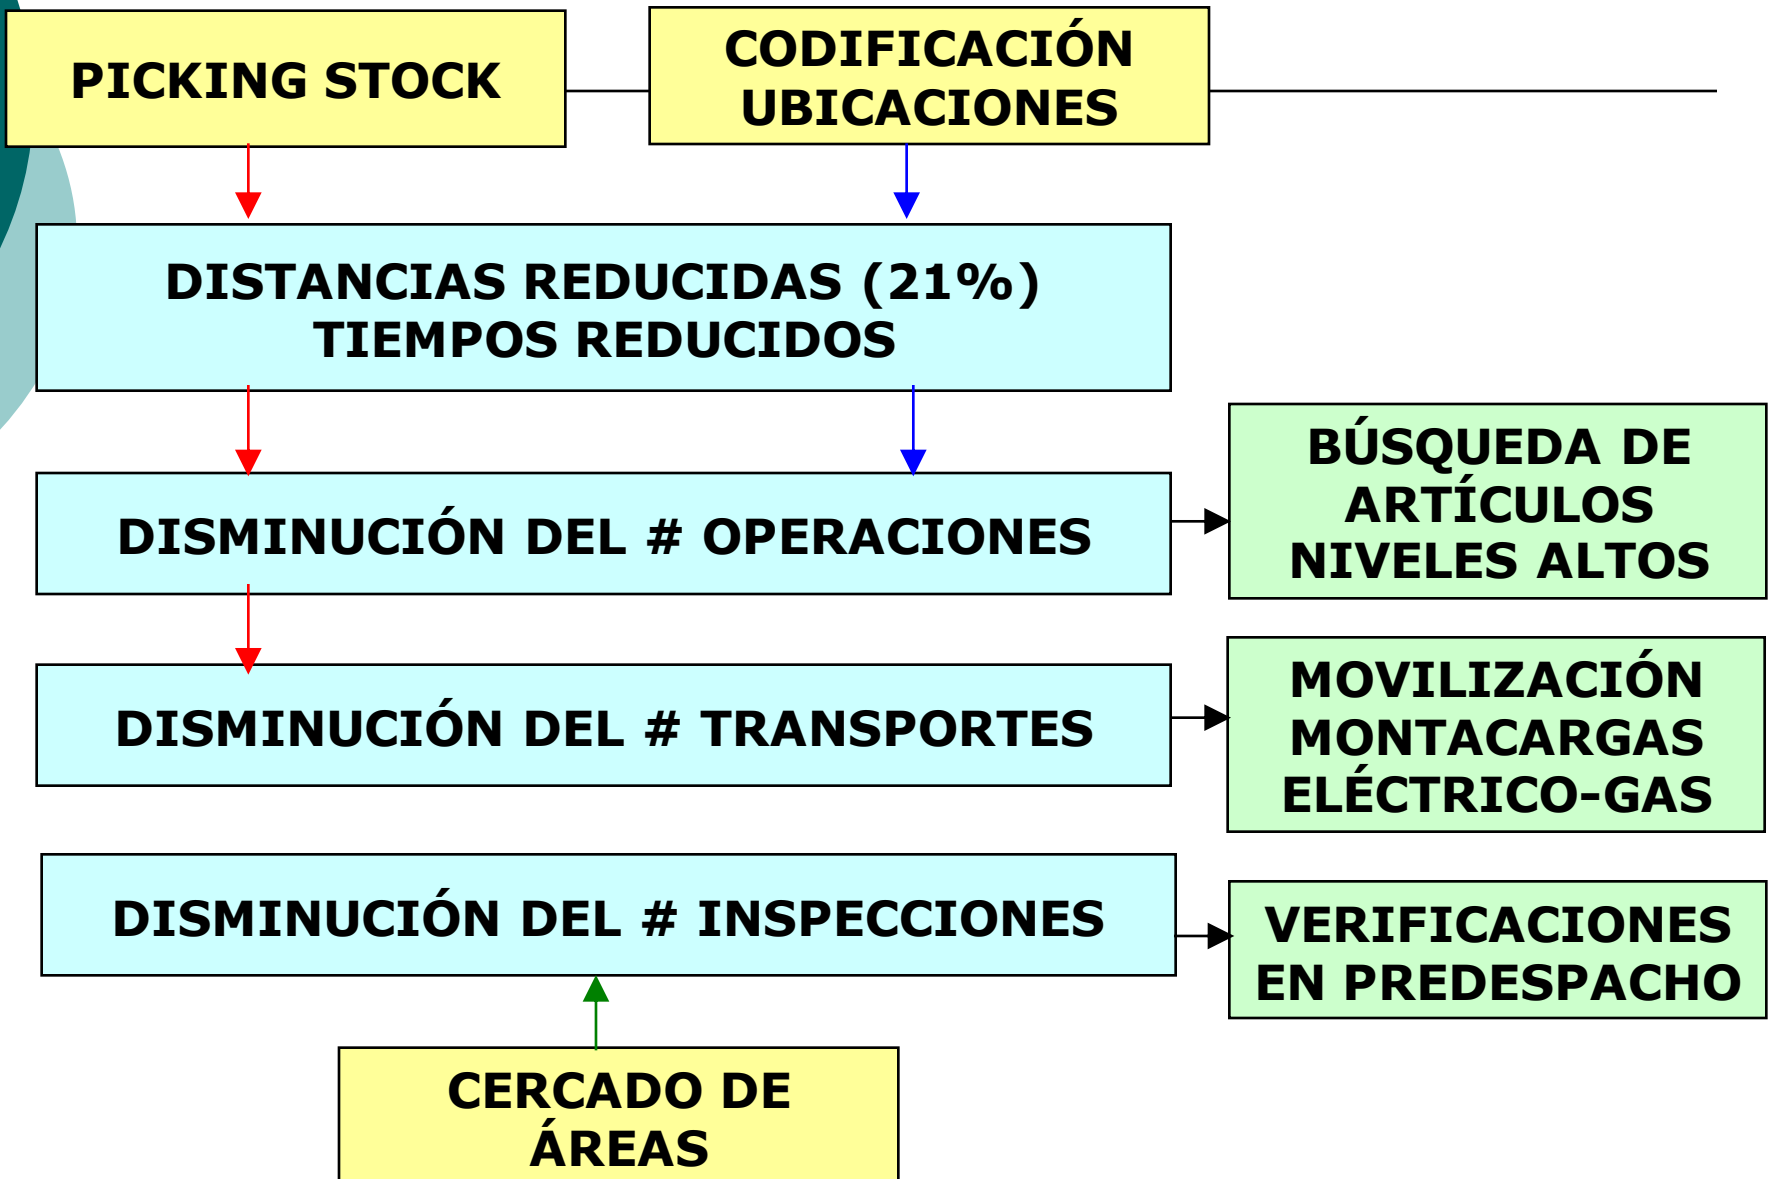 PICKING STOCK
CODIFICACIÓN
UBICACIONES
DISTANCIAS REDUCIDAS (21%)
TIEMPOS REDUCIDOS
DISMINUCIÓN DEL # OPERACIONES
BÚSQUEDA DE
ARTÍCULOS
NIVELES ALTOS
DISMINUCIÓN DEL # TRANSPORTES
MOVILIZACIÓN
MONTACARGAS
ELÉCTRICO-GAS
DISMINUCIÓN DEL # INSPECCIONES
VERIFICACIONES
EN PREDESPACHO
CERCADO DE
ÁREAS